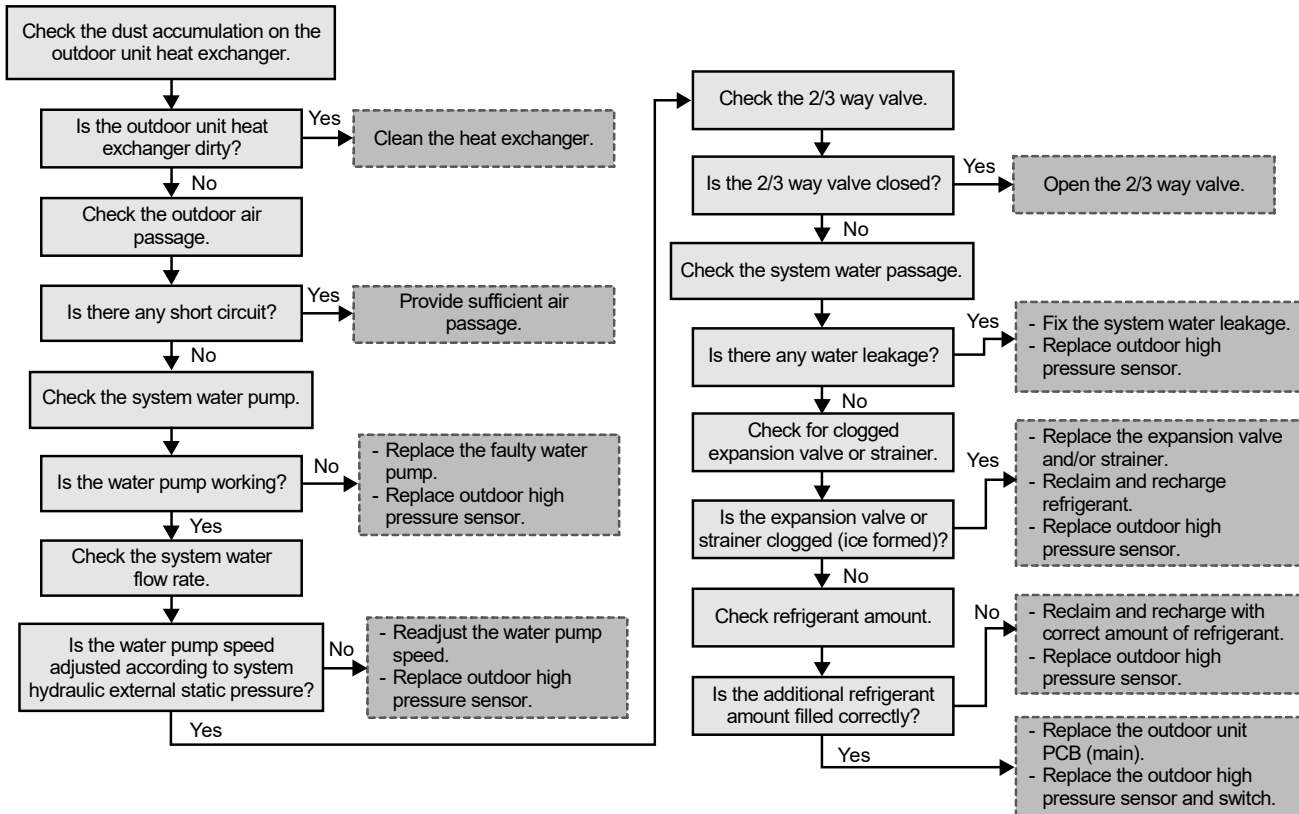 Check the dust accumulation on the
outdoor unit heat exchanger.
Is the outdoor unit heat
exchanger dirty?
Yes
Clean the heat exchanger.
No
Check the outdoor air
passage.
Is there any short circuit?
Yes
Provide sufficient air
passage.
No
Check the system water pump.
Is the water pump working?
No
- Replace the faulty water
pump.
- Replace outdoor high
pressure sensor.
Yes
Check the system water
flow rate.
Is the water pump speed
adjusted according to system
hydraulic external static pressure?
No
- Readjust the water pump
speed.
- Replace outdoor high
pressure sensor.
Yes
Check the 2/3 way valve.
Is the 2/3 way valve closed?
Yes
Open the 2/3 way valve.
No
Check the system water passage.
Is there any water leakage?
Yes
- Fix the system water leakage.
- Replace outdoor high
pressure sensor.
No
Check for clogged
expansion valve or strainer.
Is the expansion valve or
strainer clogged (ice formed)?
Yes
- Replace the expansion valve
and/or strainer.
- Reclaim and recharge
refrigerant.
- Replace outdoor high
pressure sensor.
No
Check refrigerant amount.
Is the additional refrigerant
amount filled correctly?
No
- Reclaim and recharge with
correct amount of refrigerant.
- Replace outdoor high
pressure sensor.
Yes
- Replace the outdoor unit
PCB (main).
- Replace the outdoor high
pressure sensor and switch.